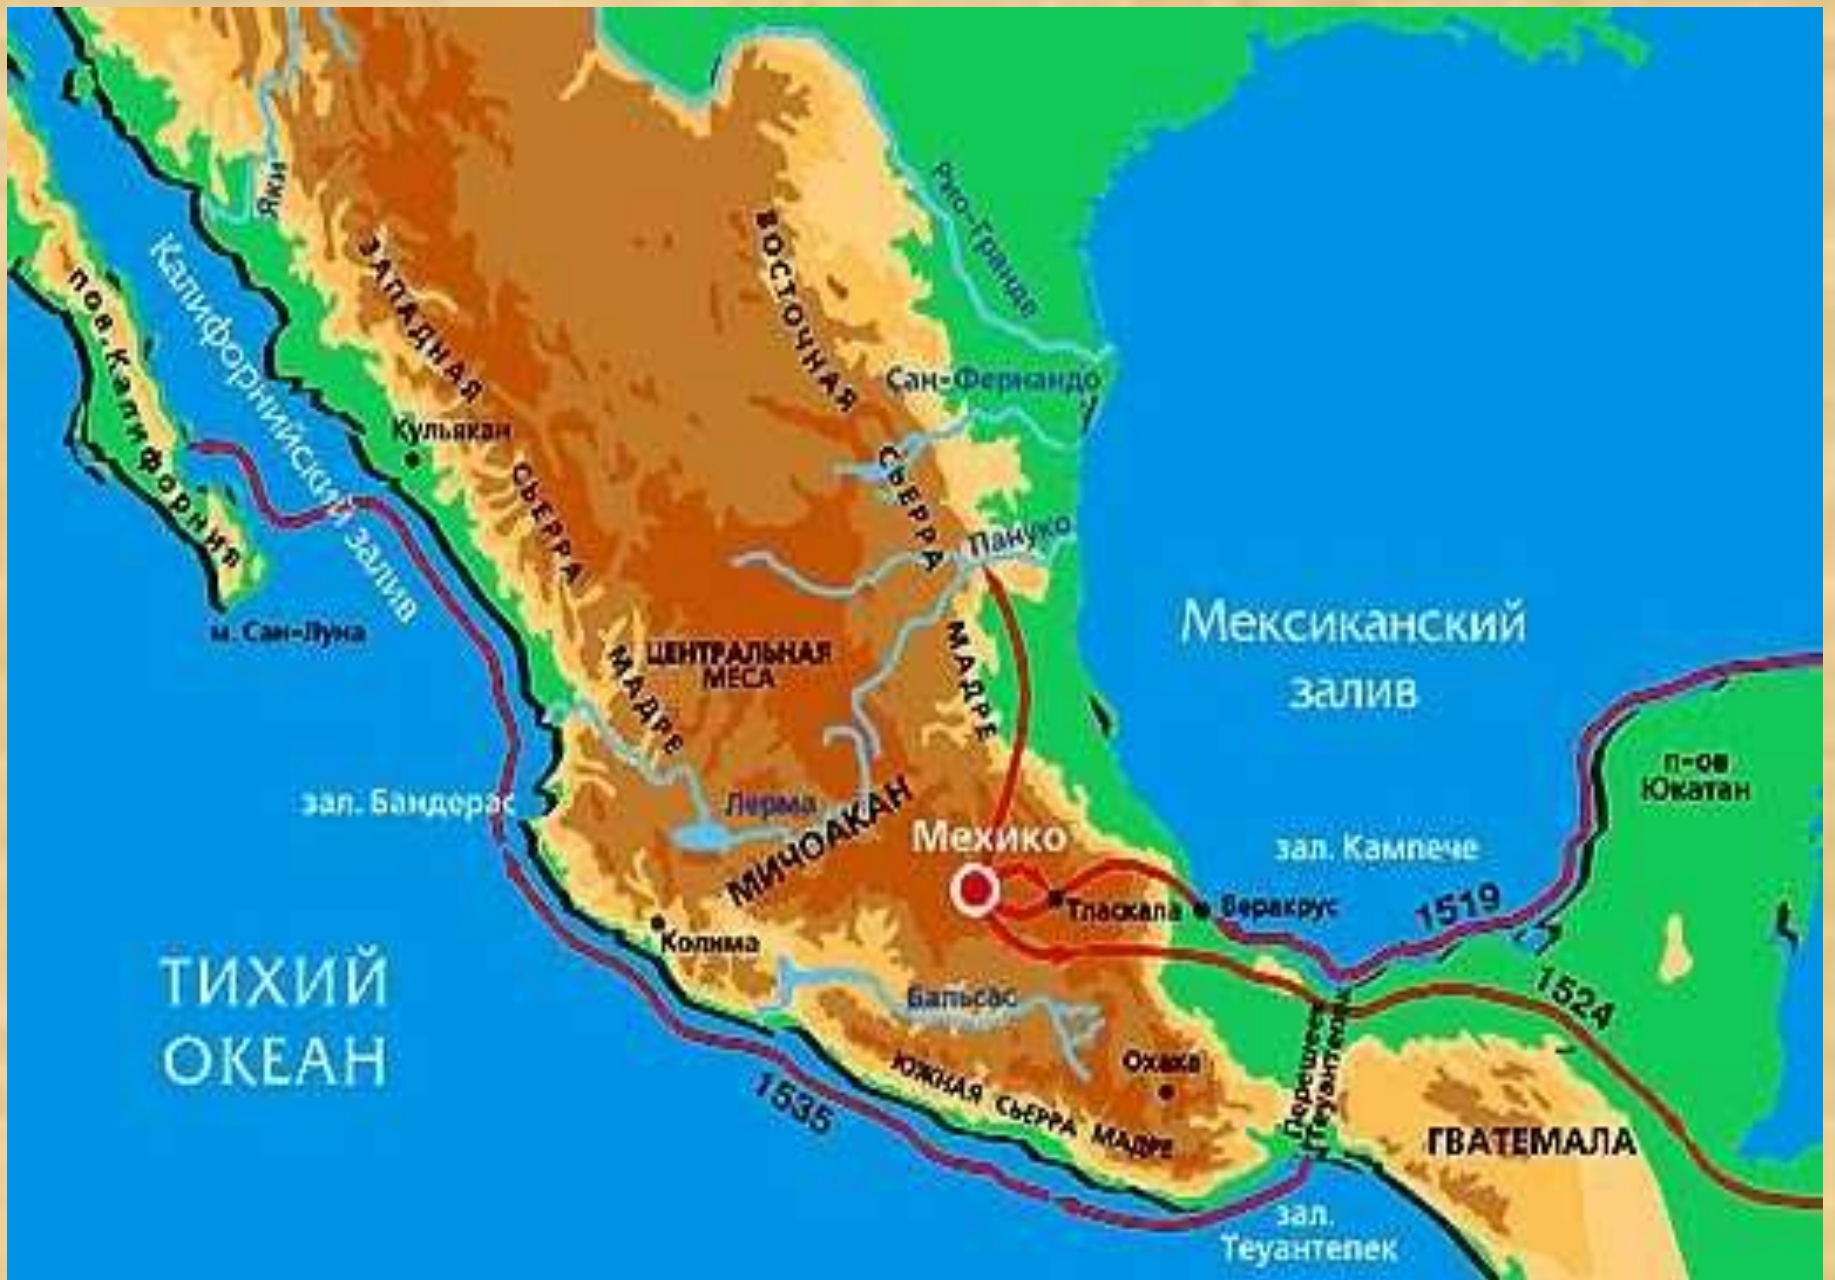 Яки
Рио-Гранде
Калифорнийский залив
пов. Калифорния
ЗАПАДНАЯ СЬЕРРА МАДРЕ
ВОСТОЧНАЯ СЬЕРРА МАДРЕ
Сан-Фернандо
Кульякан
Пануко
м. Сан-Луна
ЦЕНТРАЛЬНАЯ
МЕСА
Мексиканский
залив
п-ов
Юкатан
зал. Бандерас
Лерма
МИЧОАКАН
Мехико
зал. Кампече
Тласкала
Веракрус
1519
Колима
ТИХИЙ
ОКЕАН
Бальсас
1524
Перешеек
Теуантепек
Охака
ЮЖНАЯ СЬЕРРА МАДРЕ
1535
ГВАТЕМАЛА
зал.
Теуантепек